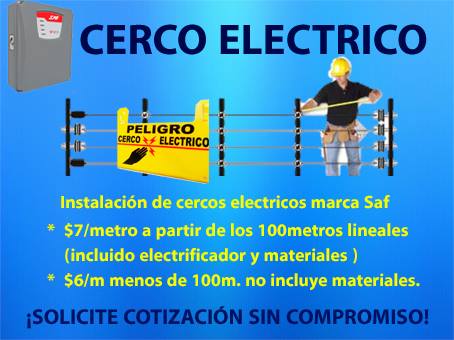 SAF
CERCO ELECTRICO
PELIGRO
CERCO ELECTRICO
Instalación de cercos electricos marca Saf
* $7/metro a partir de los 100metros lineales
(incluido electrificador y materiales )
* $6/m menos de 100m. no incluye materiales.
¡SOLICITE COTIZACIÓN SIN COMPROMISO!